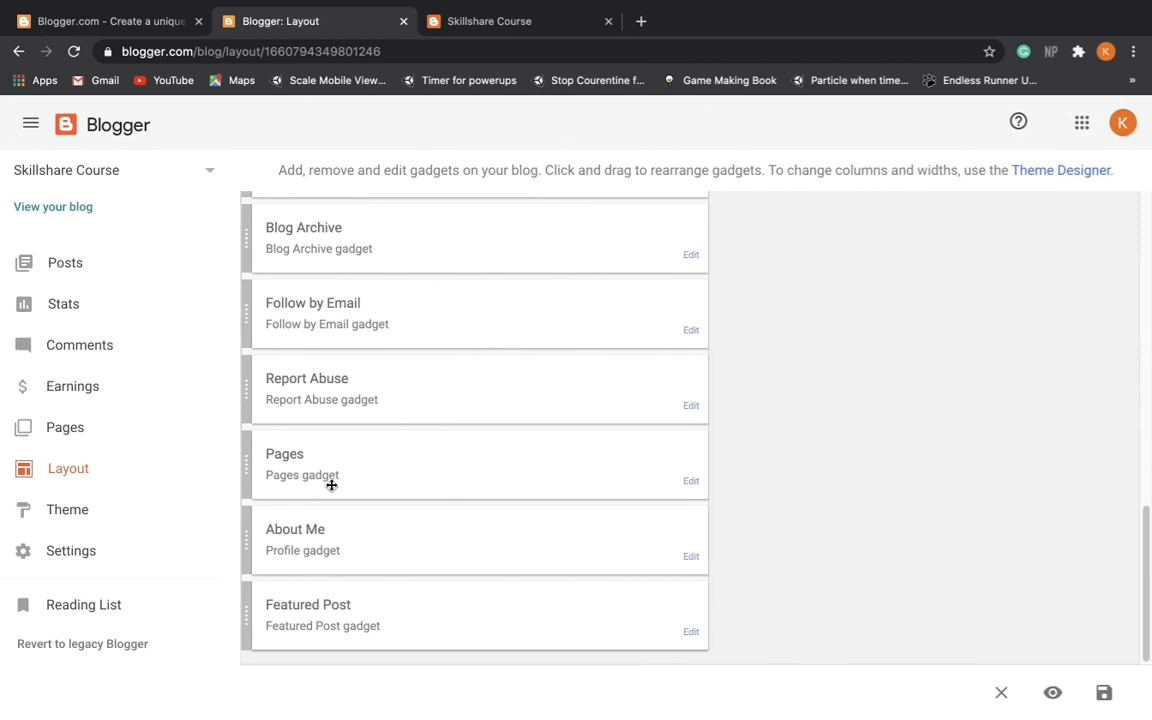 Blogger.com - Create a unique
Blogger: Layout
Skillshare Course
blogger.com/blog/layout/1660794349801246
NP
K
Apps
Gmail
YouTube
Maps
Scale Mobile View...
Timer for powerups
Stop Courentine f...
Game Making Book
Particle when time...
Endless Runner U...
»
Blogger
K
Skillshare Course
Add, remove and edit gadgets on your blog. Click and drag to rearrange gadgets. To change columns and widths, use the Theme Designer.
View your blog
Posts
Stats
Comments
Earnings
Pages
Layout
Theme
Settings
Reading List
Revert to legacy Blogger
Blog Archive
Blog Archive gadget
Edit
Follow by Email
Follow by Email gadget
Edit
Report Abuse
Report Abuse gadget
Edit
Pages
Pages gadget
Edit
About Me
Profile gadget
Edit
Featured Post
Featured Post gadget
Edit